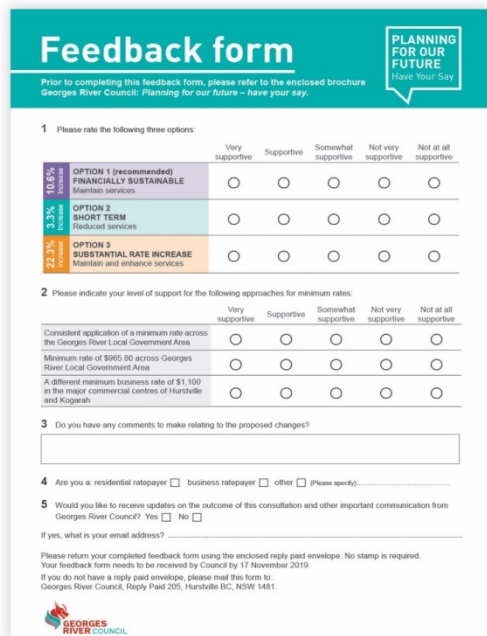 Feedback form
PLANNING
FOR OUR
FUTURE
Have Your Say
Prior to completing this feedback form, please refer to the enclosed brochure
Georges River Council: Planning for our future – have your say.
1 Please rate the following three options:
Very supportive Supportive Somewhat supportive Not very supportive Not at all supportive
10.6% Increase
OPTION 1 (recommended)
FINANCIALLY SUSTAINABLE
Maintain services
3.3% Increase
OPTION 2
SHORT TERM
Reduced services
22.3% Increase
OPTION 3
SUBSTANTIAL RATE INCREASE
Maintain and enhance services
2 Please indicate your level of support for the following approaches for minimum rates:
Very supportive Supportive Somewhat supportive Not very supportive Not at all supportive
Consistent application of a minimum rate across
the Georges River Local Government Area
Minimum rate of $965.80 across Georges
River Local Government Area
A different minimum business rate of $1,100
in the major commercial centres of Hurstville
and Kogarah
3 Do you have any comments to make relating to the proposed changes?
4 Are you a: residential ratepayer business ratepayer other (Please specify)
5 Would you like to receive updates on the outcome of this consultation and other important communication from
Georges River Council? Yes No
If yes, what is your email address?
Please return your completed feedback form using the enclosed reply paid envelope. No stamp is required.
Your feedback form needs to be received by Council by 17 November 2019.
If you do not have a reply paid envelope, please mail this form to:
Georges River Council, Reply Paid 205, Hurstville BC, NSW 1481.
GEORGES
RIVER COUNCIL